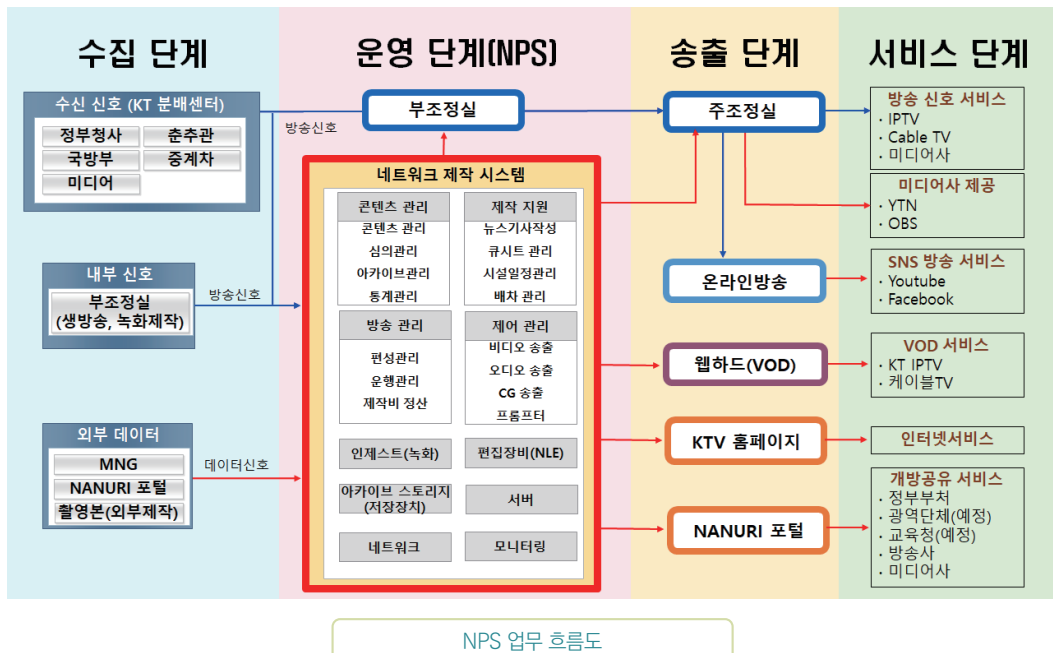 수집 단계
운영 단계(NPS)
송출 단계
서비스 단계
수신 신호 (KT 분배센터)
정부청사
춘추관
국방부
중계차
미디어
방송신호
내부 신호
부조정실
(생방송, 녹화제작)
방송신호
외부 데이터
MNG
NANURI 포털
촬영본(외부제작)
데이터신호
부조정실
네트워크 제작 시스템
콘텐츠 관리
콘텐츠 관리
심의관리
아카이브관리
통계관리
제작 지원
뉴스기사작성
큐시트 관리
시설일정관리
배차 관리
방송 관리
편성관리
운행관리
제작비 정산
제어 관리
비디오 송출
오디오 송출
CG 송출
프롬프터
인제스트(녹화)
편집장비(NLE)
아카이브 스토리지
(저장장치)
서버
네트워크
모니터링
주조정실
온라인방송
웹하드(VOD)
KTV 홈페이지
NANURI 포털
방송 신호 서비스
· IPTV
· Cable TV
· 미디어사
미디어사 제공
· YTN
· OBS
SNS 방송 서비스
· Youtube
· Facebook
VOD 서비스
· KT IPTV
· 케이블TV
인터넷서비스
개방공유 서비스
· 정부부처
· 광역단체(예정)
· 교육청(예정)
· 방송사
· 미디어사
NPS 업무 흐름도